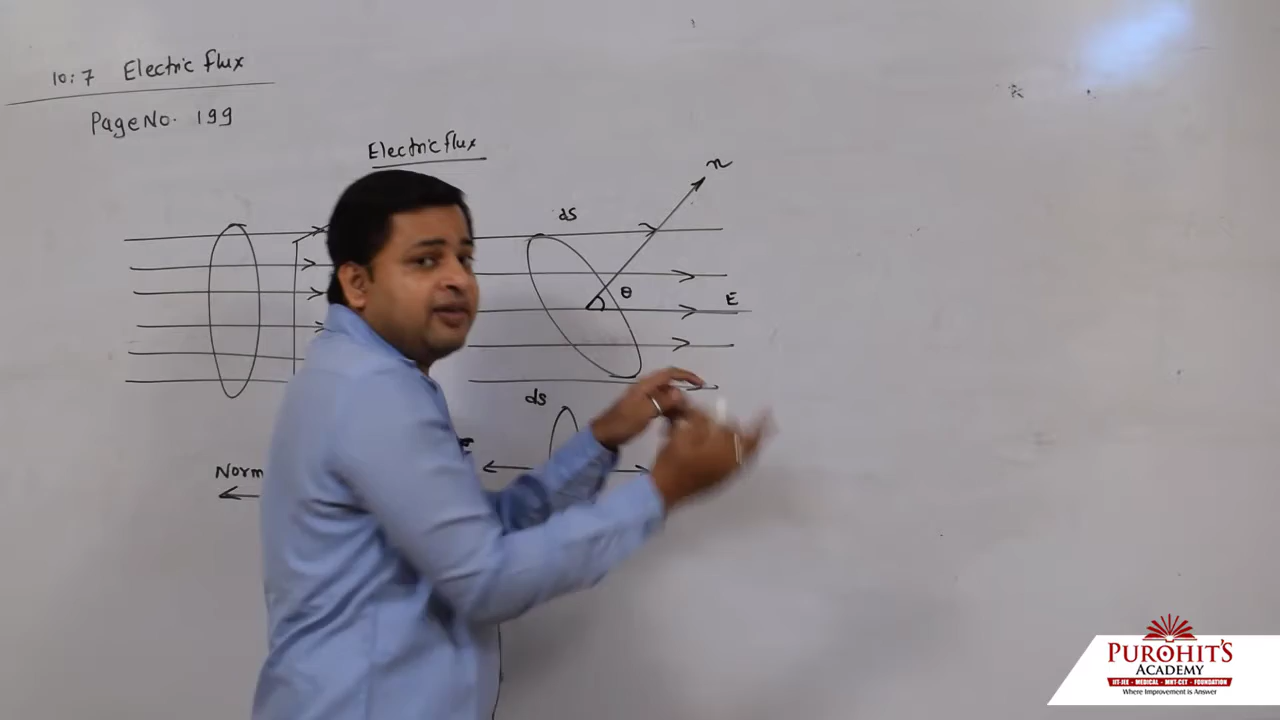 10:7 Electric flux
Page No. 199
Electric flux
n
ds
θ
E
ds
Norm
PUROHIT'S
ACADEMY
IIT-JEE - MEDICAL - MHT-CET - FOUNDATION
Where Improvement is Answer